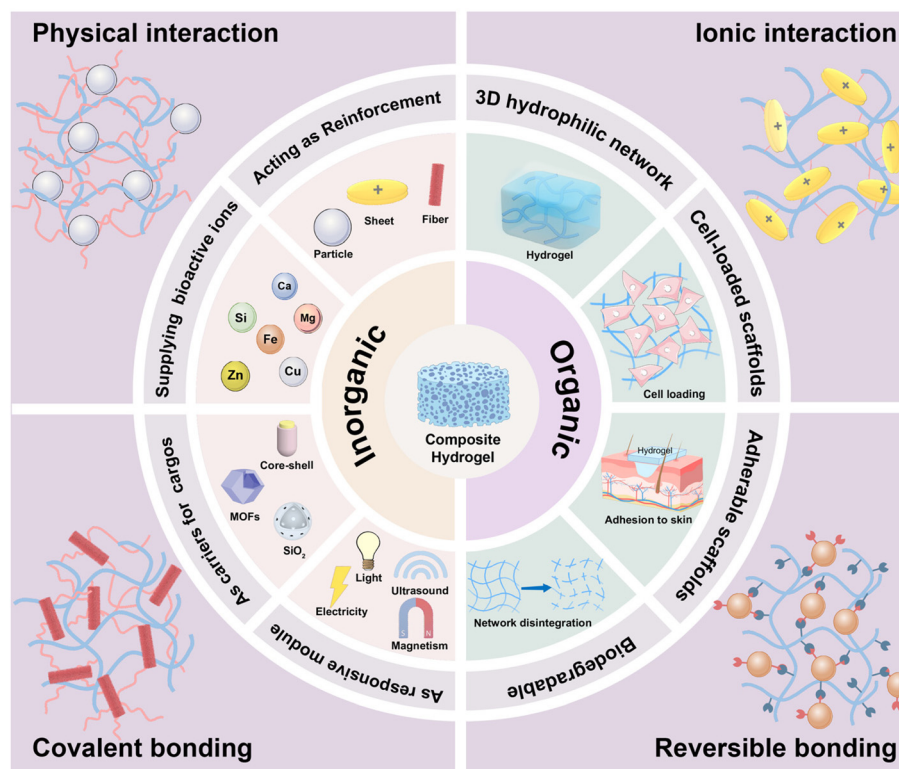 Physical interaction
Ionic interaction
Acting as Reinforcement
3D hydrophilic network
Sheet
+
Fiber
Particle
Hydrogel
+
+
+
+
+
+
+
+
Supplying bioactive ions
Cell-loaded scaffolds
Ca
Si
Mg
Fe
Zn
Cu
Cell loading
Inorganic
Organic
Composite
Hydrogel
As carriers for cargos
Adherable scaffolds
Core-shell
MOFs
SiO₂
Hydrogel
Adhesion to skin
Light
Ultrasound
Electricity
S N
Magnetism
Network disintegration
As responsive module
Biodegradable
Covalent bonding
Reversible bonding